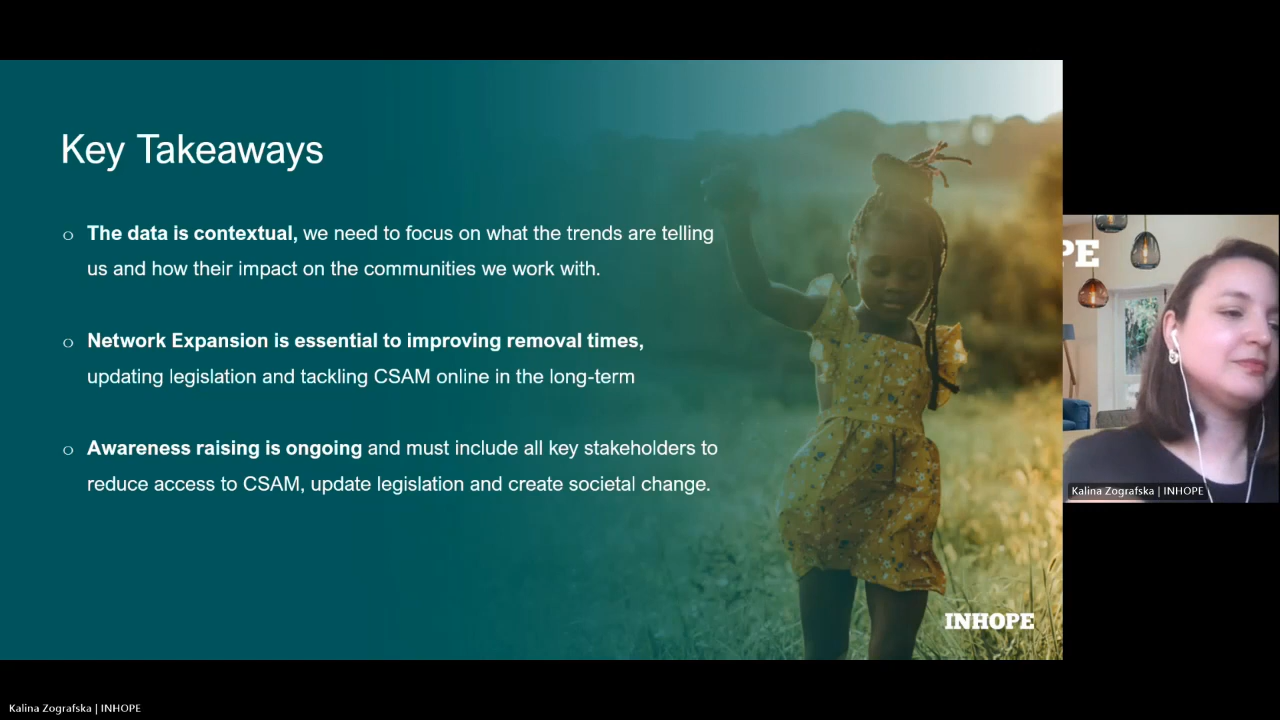 Key Takeaways
○ The data is contextual, we need to focus on what the trends are telling
us and how their impact on the communities we work with.
○ Network Expansion is essential to improving removal times,
updating legislation and tackling CSAM online in the long-term
○ Awareness raising is ongoing and must include all key stakeholders to
reduce access to CSAM, update legislation and create societal change.
INHOPE
PE
Kalina Zografska | INHOPE
Kalina Zografska | INHOPE